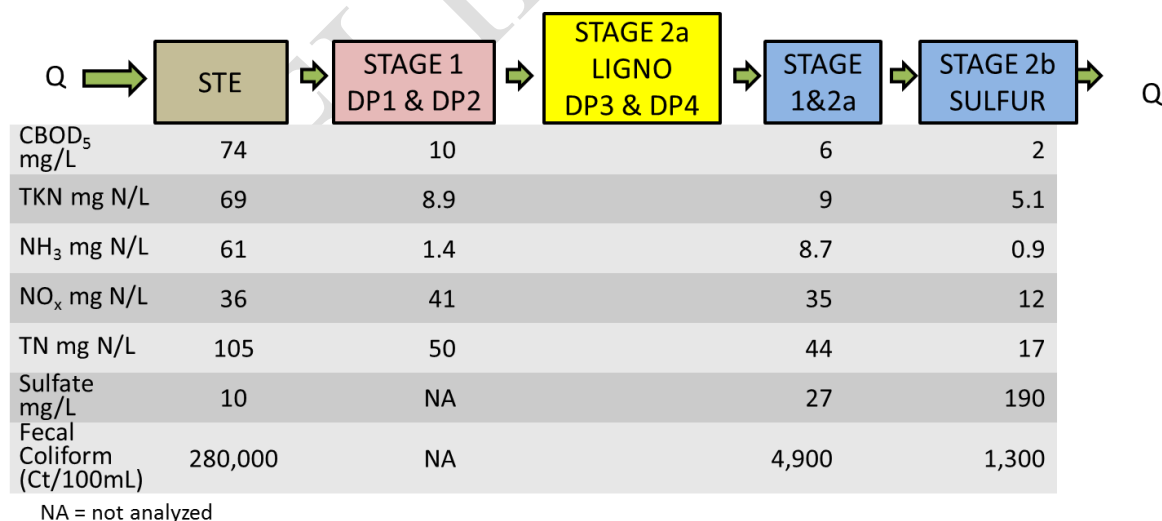 Q
STE
STAGE 1
DP1 & DP2
STAGE 2a
LIGNO
DP3 & DP4
STAGE
1&2a
STAGE 2b
SULFUR
Q
CBOD₅
mg/L
74 10 6 2
TKN mg N/L 69 8.9 9 5.1
NH₃ mg N/L 61 1.4 8.7 0.9
NOₓ mg N/L 36 41 35 12
TN mg N/L 105 50 44 17
Sulfate
mg/L
10 NA 27 190
Fecal
Coliform
(Ct/100mL)
280,000 NA 4,900 1,300
NA = not analyzed